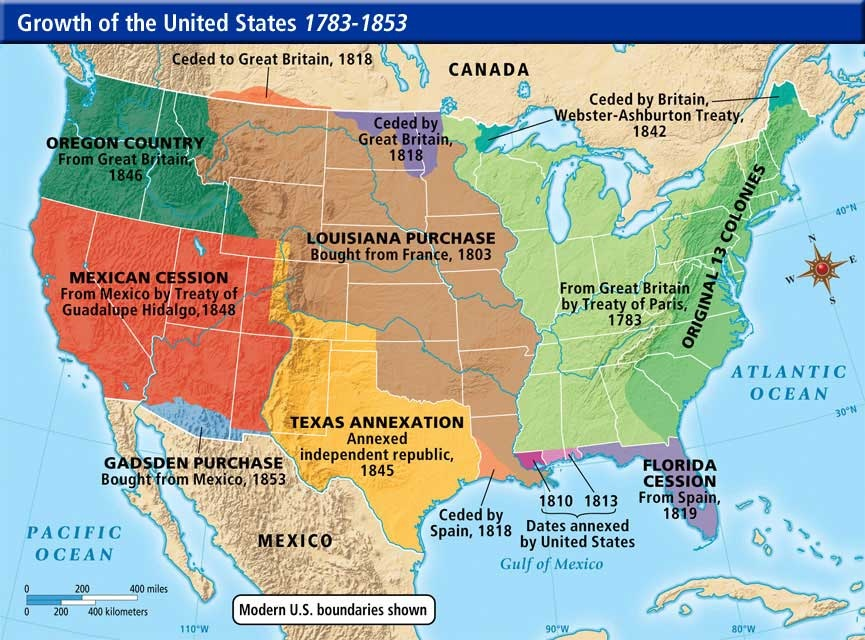 Growth of the United States 1783-1853
Ceded to Great Britain, 1818
CANADA
Ceded by Britain,
Webster-Ashburton Treaty,
1842
Ceded by
Great Britain,
1818
OREGON COUNTRY
From Great Britain,
1846
ORIGINAL 13 COLONIES
40°N
N
E
W
S
LOUISIANA PURCHASE
Bought from France, 1803
MEXICAN CESSION
From Mexico by Treaty of
Guadalupe Hidalgo,1848
From Great Britain
by Treaty of Paris,
1783
ATLANTIC
OCEAN
30°N
TEXAS ANNEXATION
Annexed
independent republic,
1845
GADSDEN PURCHASE
Bought from Mexico, 1853
FLORIDA
CESSION
From Spain,
1819
Ceded by
Spain, 1818
1810 1813
Dates annexed
by United States
PACIFIC
OCEAN
MEXICO
Gulf of Mexico
0 200 400 miles
0 200 400 kilometers
Modern U.S. boundaries shown
110°W
90°W
80°W